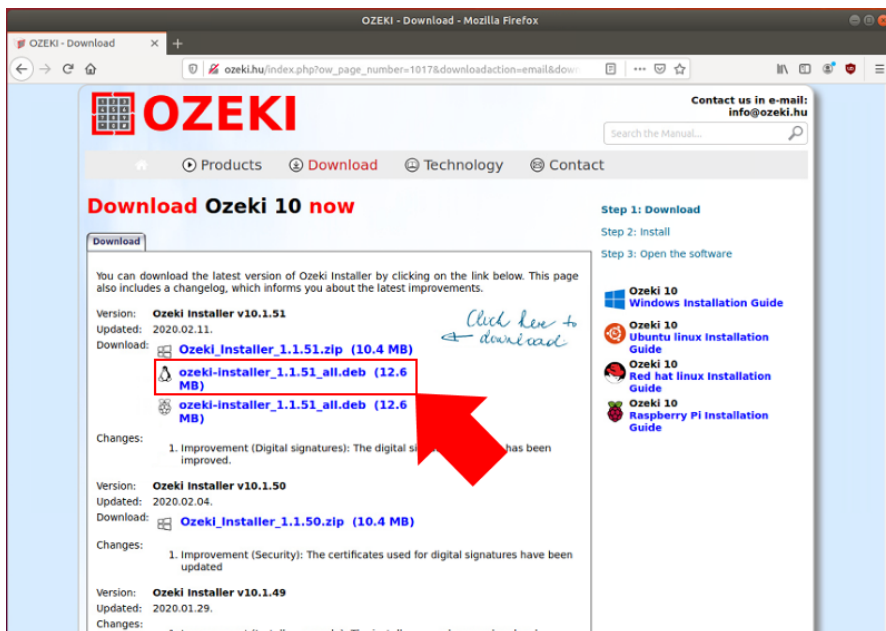 OZEKI - Download - Mozilla Firefox
OZEKI - Download
ozeki.hu/index.php?ow_page_number=1017&downloadaction=email&down
OZEKI
Contact us in e-mail:
info@ozeki.hu
Search the Manual...
Products
Download
Technology
Contact
Download Ozeki 10 now
Download
You can download the latest version of Ozeki Installer by clicking on the link below. This page
also includes a changelog, which informs you about the latest improvements.
Version: Ozeki Installer v10.1.51
Updated: 2020.02.11.
Download: Ozeki_Installer_1.1.51.zip (10.4 MB)
Click here to
download
ozeki-installer_1.1.51_all.deb (12.6
MB)
ozeki-installer_1.1.51_all.deb (12.6
MB)
Changes:
1. Improvement (Digital signatures): The digital si has been
improved.
Version: Ozeki Installer v10.1.50
Updated: 2020.02.04.
Download: Ozeki_Installer_1.1.50.zip (10.4 MB)
Changes:
1. Improvement (Security): The certificates used for digital signatures have been
updated
Version: Ozeki Installer v10.1.49
Updated: 2020.01.29.
Changes:
Step 1: Download
Step 2: Install
Step 3: Open the software
Ozeki 10
Windows Installation Guide
Ozeki 10
Ubuntu linux Installation
Guide
Ozeki 10
Red hat linux Installation
Guide
Ozeki 10
Raspberry Pi Installation
Guide